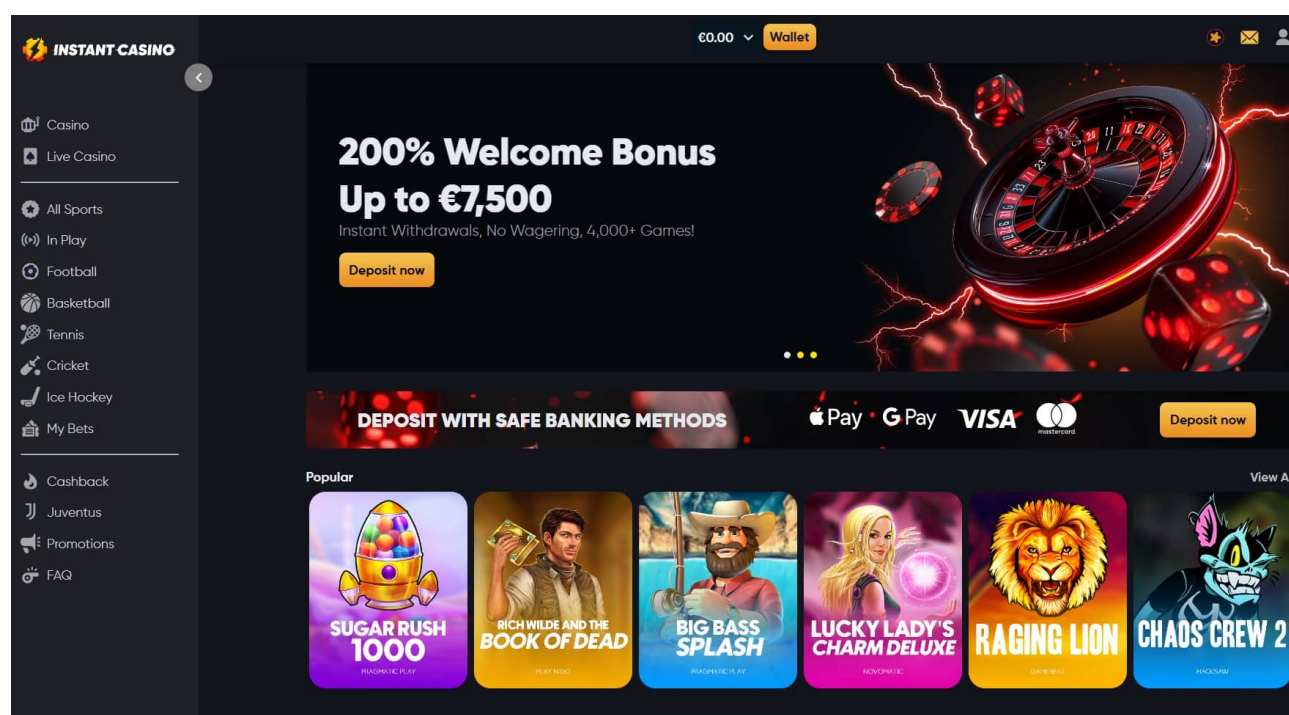 INSTANT CASINO
€0.00
Wallet
Casino
Live Casino
All Sports
In Play
Football
Basketball
Tennis
Cricket
Ice Hockey
My Bets
Cashback
Juventus
Promotions
FAQ
200% Welcome Bonus
Up to €7,500
Instant Withdrawals, No Wagering, 4,000+ Games!
Deposit now
DEPOSIT WITH SAFE BANKING METHODS
Pay
G Pay
VISA
mastercard
Deposit now
Popular
View A
SUGAR RUSH
1000
PRAGMATIC PLAY
RICH WILDE AND THE
BOOK OF DEAD
PLAY'N GO
BIG BASS
SPLASH
PRAGMATIC PLAY
LUCKY LADY'S
CHARM DELUXE
NOVOMATIC
RAGING LION
GAMEBEAT
CHAOS CREW 2
HACKSAW